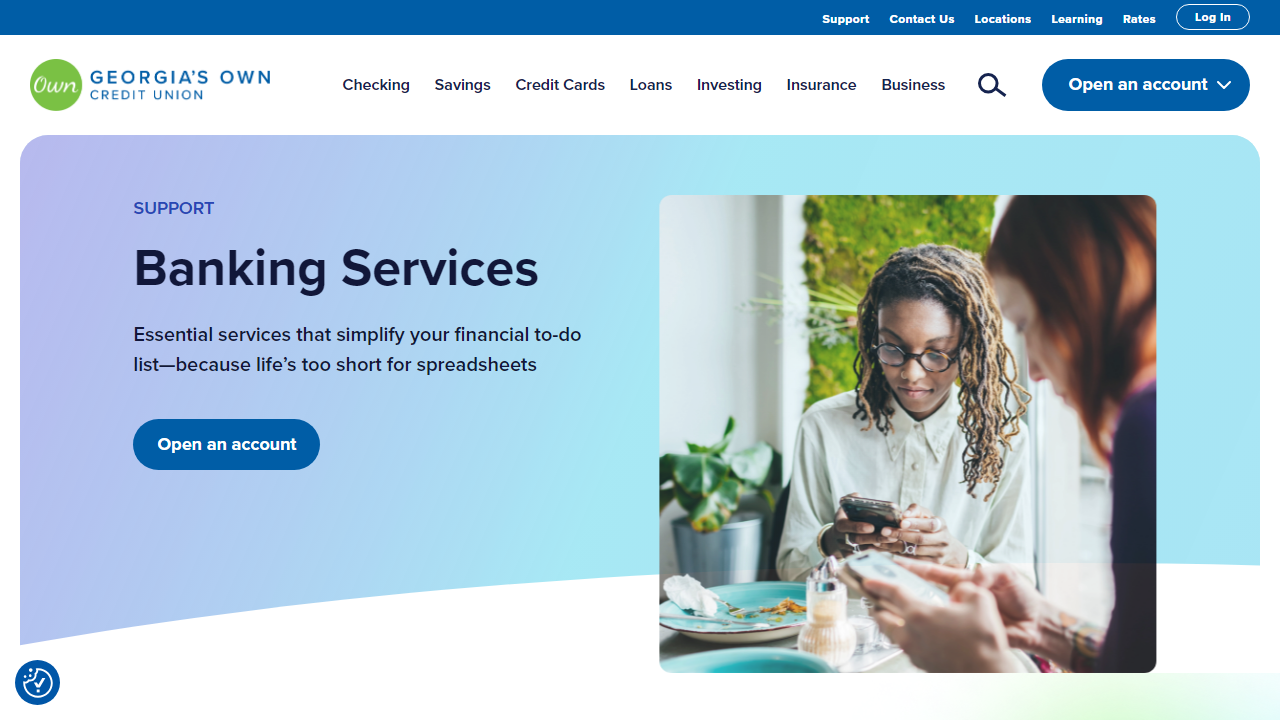 Support Contact Us Locations Learning Rates Log In
Own GEORGIA'S OWN
CREDIT UNION
Checking Savings Credit Cards Loans Investing Insurance Business Open an account
SUPPORT
Banking Services
Essential services that simplify your financial to-do
list—because life’s too short for spreadsheets
Open an account